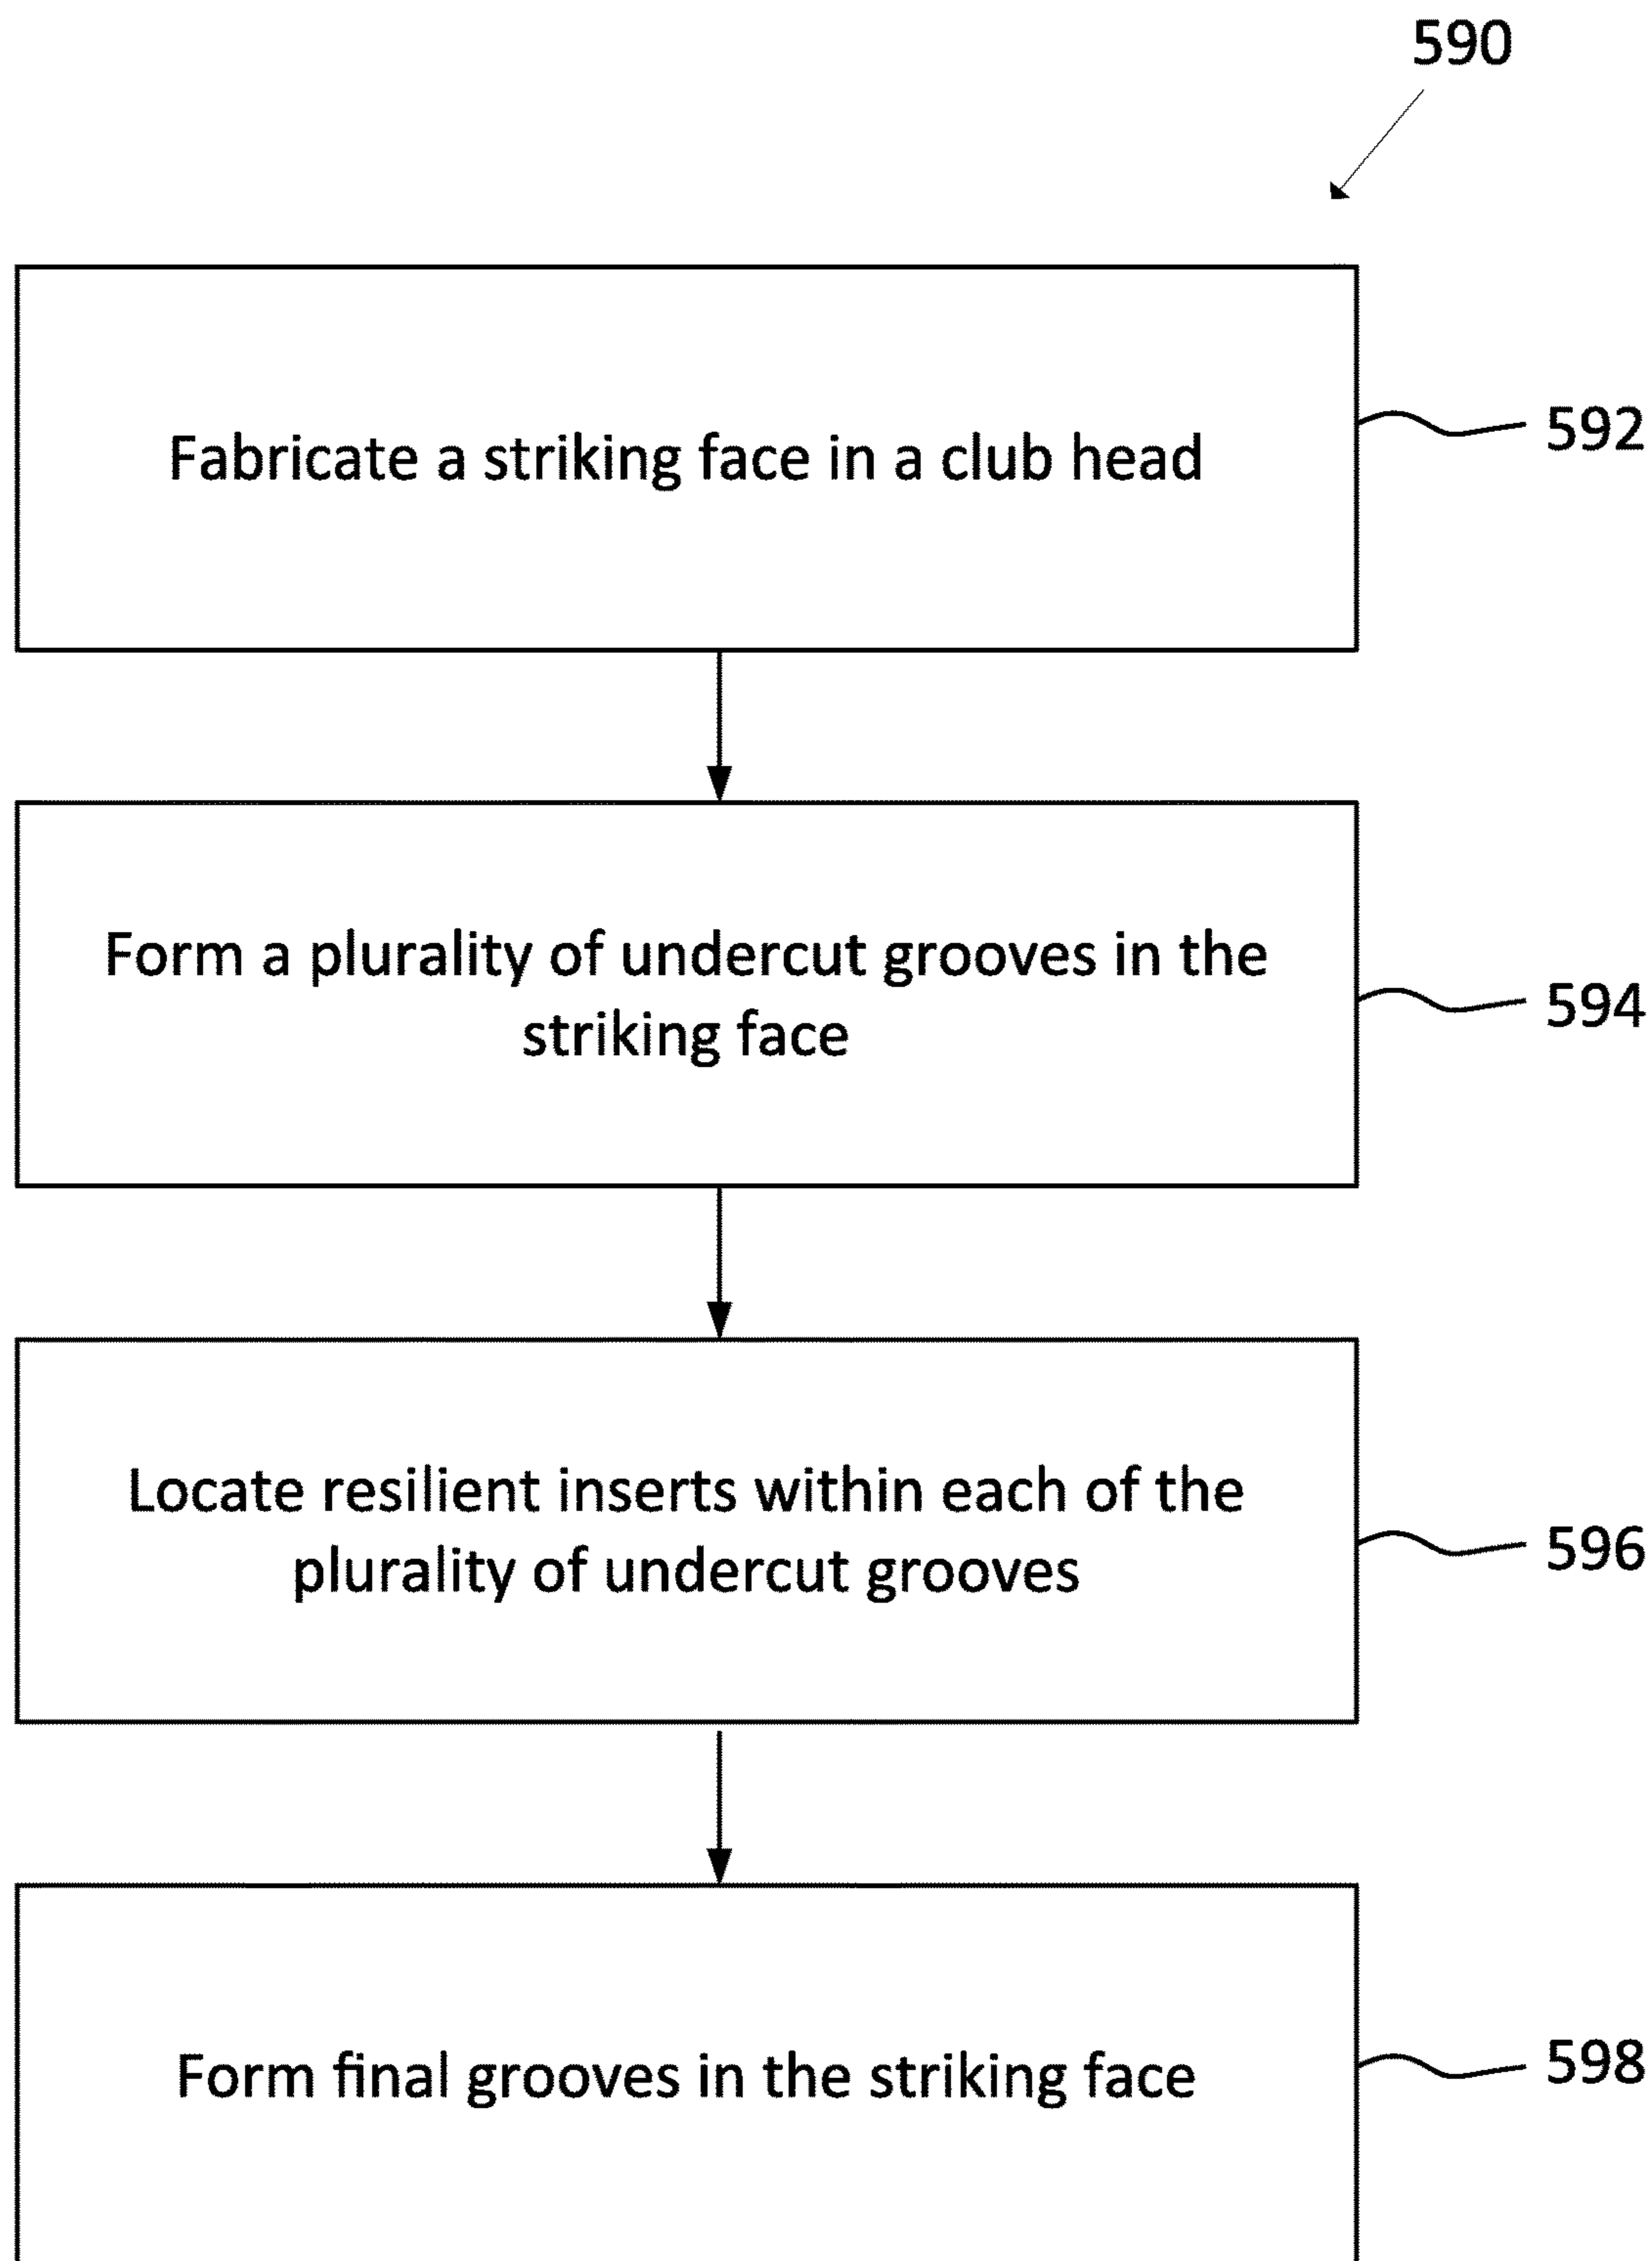 590
Fabricate a striking face in a club head
592
Form a plurality of undercut grooves in the
striking face
594
Locate resilient inserts within each of the
plurality of undercut grooves
596
Form final grooves in the striking face
598